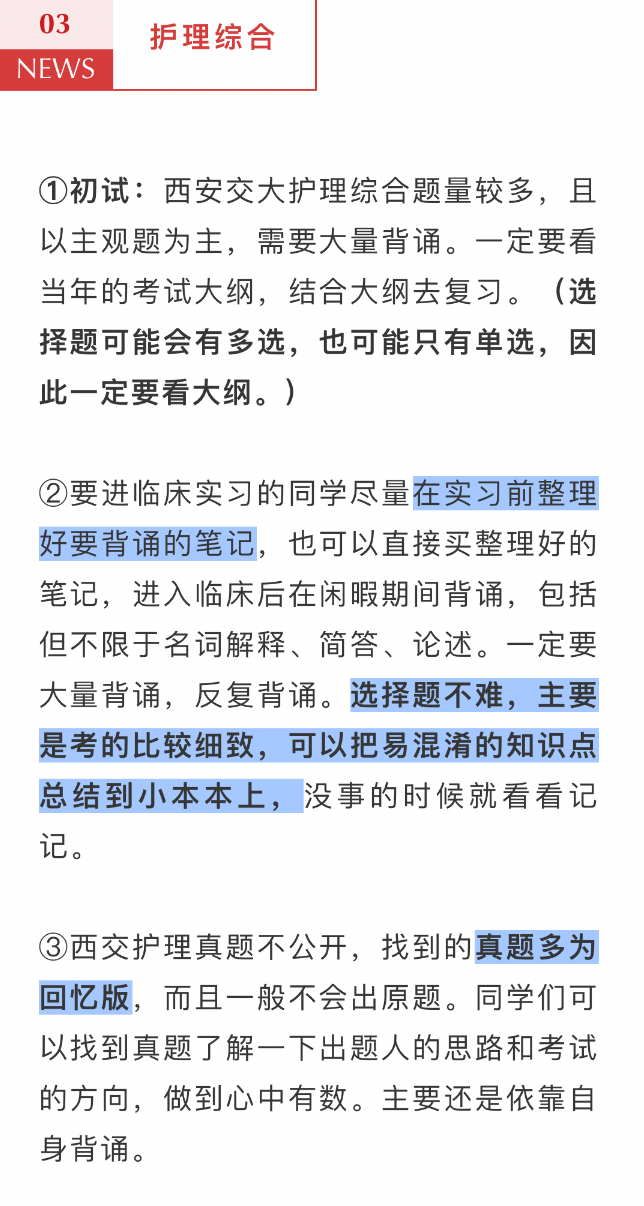 03
NEWS
护理综合
①初试：西安交大护理综合题量较多，且
以主观题为主，需要大量背诵。一定要看
当年的考试大纲，结合大纲去复习。（选
择题可能会有多选，也可能只有单选，因
此一定要看大纲。）
②要进临床实习的同学尽量在实习前整理
好要背诵的笔记，也可以直接买整理好的
笔记，进入临床后在闲暇期间背诵，包括
但不限于名词解释、简答、论述。一定要
大量背诵，反复背诵。选择题不难，主要
是考的比较细致，可以把易混淆的知识点
总结到小本本上，没事的时候就看看记
记。
③西交护理真题不公开，找到的真题多为
回忆版，而且一般不会出原题。同学们可
以找到真题了解一下出题人的思路和考试
的方向，做到心中有数。主要还是依靠自
身背诵。